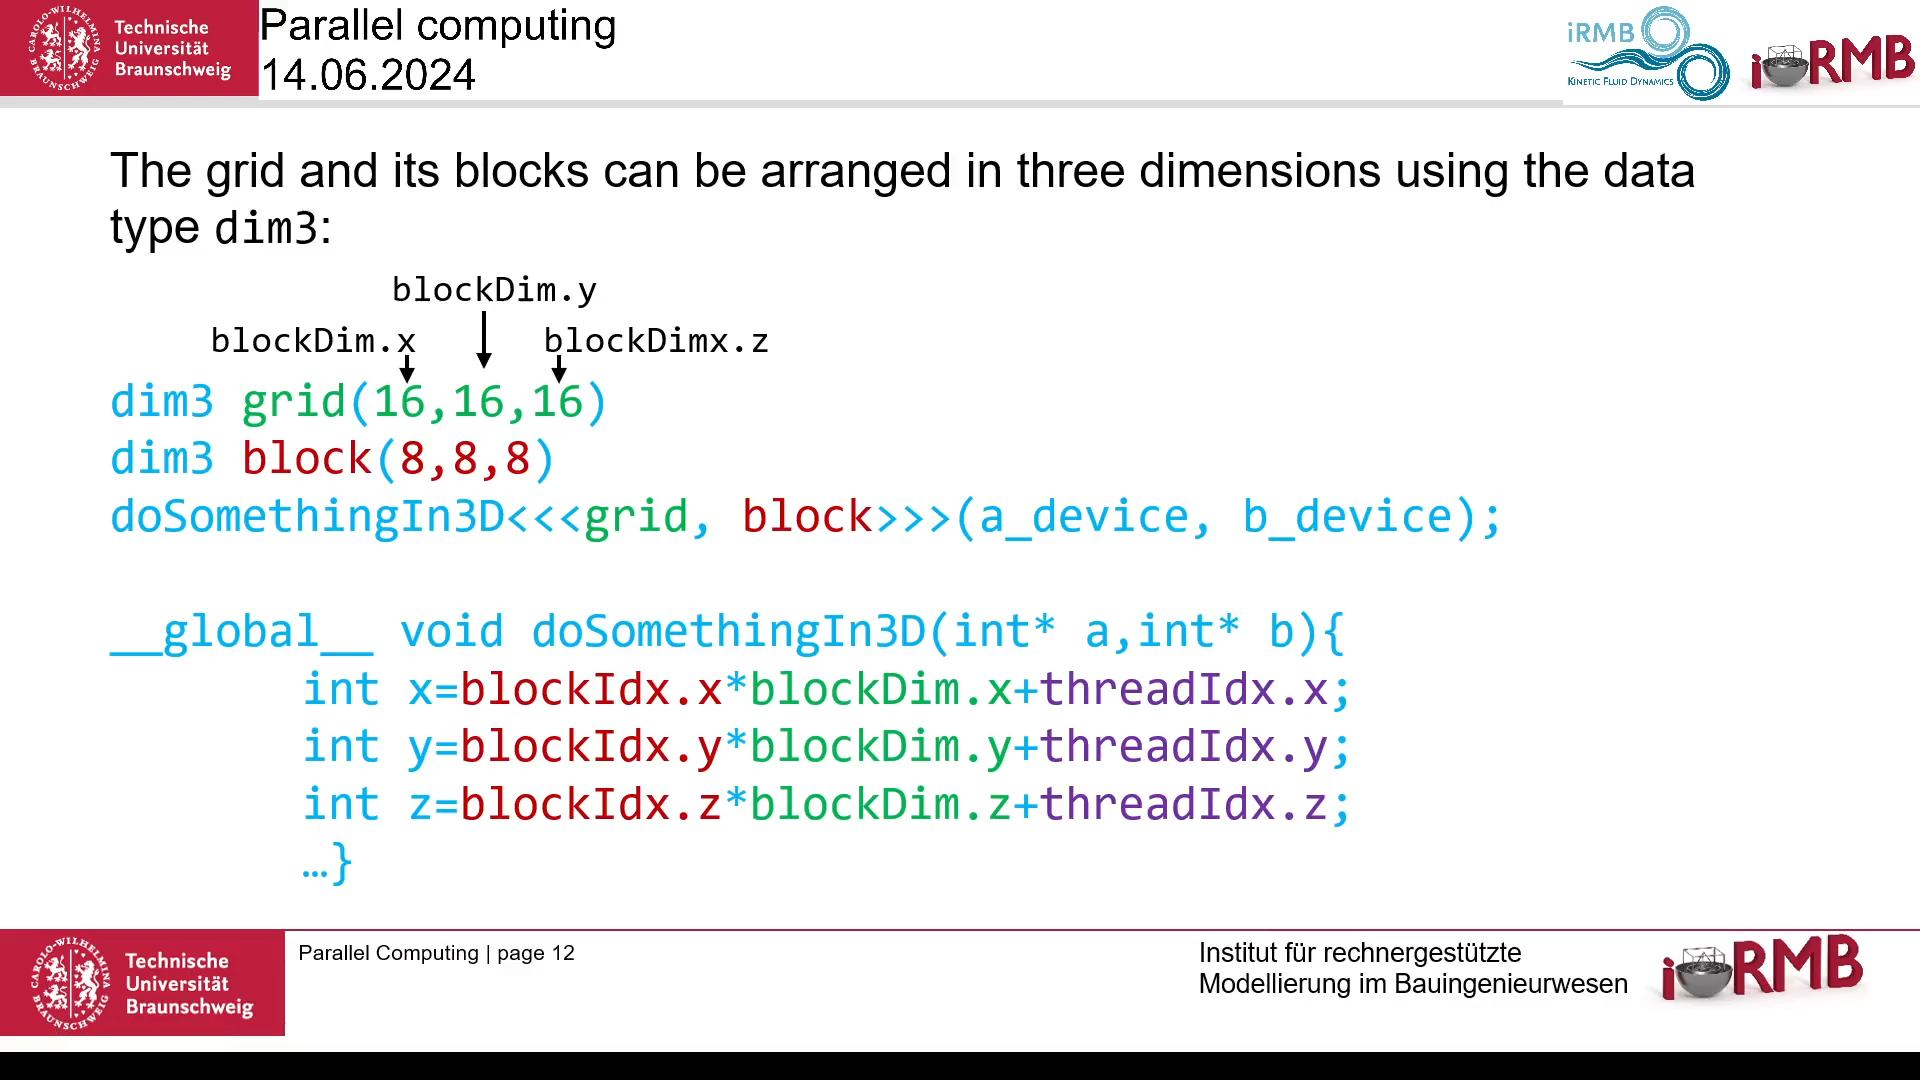 Technische
Universität
Braunschweig
Parallel computing
14.06.2024
iRMB
KINETIC FLUID DYNAMICS
iRMB
The grid and its blocks can be arranged in three dimensions using the data
type dim3:
blockDim.y
blockDim.x blockDimx.z
dim3 grid(16,16,16)
dim3 block(8,8,8)
doSomethingIn3D<<<grid, block>>>(a_device, b_device);
__global__ void doSomethingIn3D(int* a,int* b){
int x=blockIdx.x*blockDim.x+threadIdx.x;
int y=blockIdx.y*blockDim.y+threadIdx.y;
int z=blockIdx.z*blockDim.z+threadIdx.z;
…}
Technische
Universität
Braunschweig
Parallel Computing | page 12
Institut für rechnergestützte
Modellierung im Bauingenieurwesen
iRMB